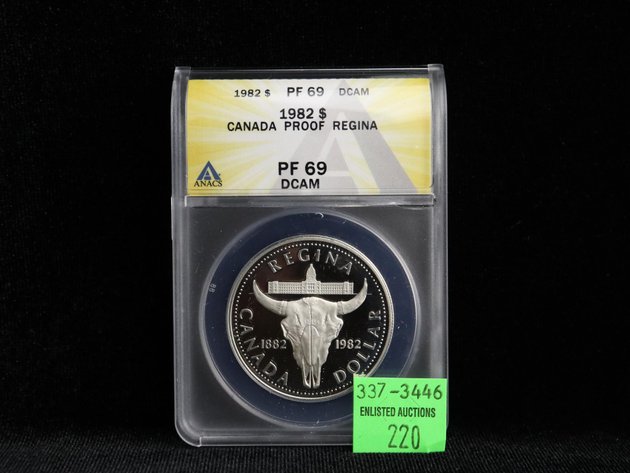 1982 $ PF 69 DCAM
1982 $
CANADA PROOF REGINA
PF 69
DCAM
ANACS
REGINA
1882 1982
CANADA DOLLAR
337-3446
ENLISTED AUCTIONS
220